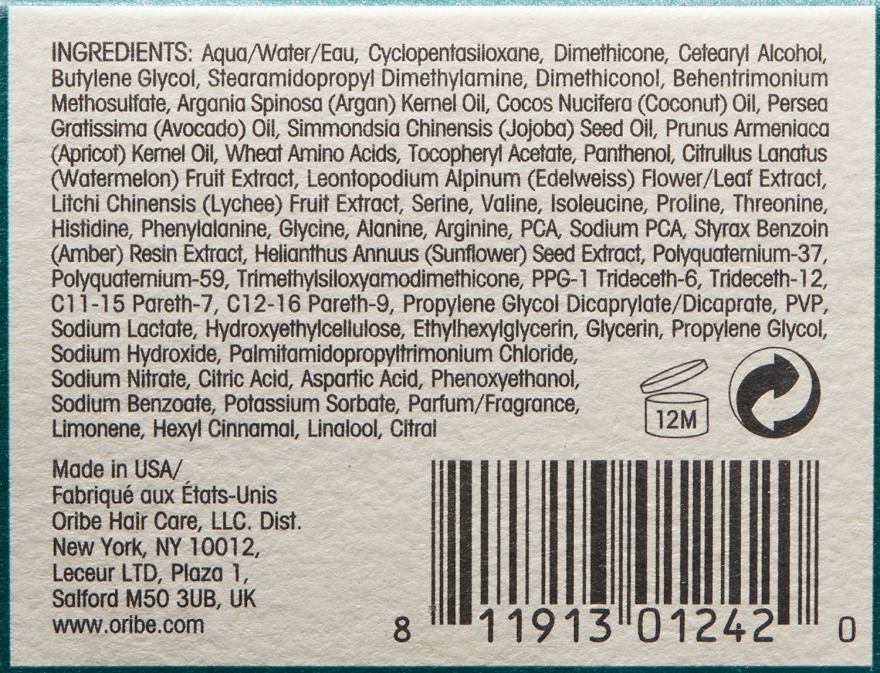 INGREDIENTS: Aqua/Water/Eau, Cyclopentasiloxane, Dimethicone, Cetearyl Alcohol,
Butylene Glycol, Stearamidopropyl Dimethylamine, Dimethiconol, Behentrimonium
Methosulfate, Argania Spinosa (Argan) Kernel Oil, Cocos Nucifera (Coconut) Oil, Persea
Gratissima (Avocado) Oil, Simmondsia Chinensis (Jojoba) Seed Oil, Prunus Armeniaca
(Apricot) Kernel Oil, Wheat Amino Acids, Tocopheryl Acetate, Panthenol, Citrullus Lanatus
(Watermelon) Fruit Extract, Leontopodium Alpinum (Edelweiss) Flower/Leaf Extract,
Litchi Chinensis (Lychee) Fruit Extract, Serine, Valine, Isoleucine, Proline, Threonine,
Histidine, Phenylalanine, Glycine, Alanine, Arginine, PCA, Sodium PCA, Styrax Benzoin
(Amber) Resin Extract, Helianthus Annuus (Sunflower) Seed Extract, Polyquaternium-37,
Polyquaternium-59, Trimethylsiloxyamodimethicone, PPG-1 Trideceth-6, Trideceth-12,
C11-15 Pareth-7, C12-16 Pareth-9, Propylene Glycol Dicaprylate/Dicaprate, PVP,
Sodium Lactate, Hydroxyethylcellulose, Ethylhexylglycerin, Glycerin, Propylene Glycol,
Sodium Hydroxide, Palmitamidopropyltrimonium Chloride,
Sodium Nitrate, Citric Acid, Aspartic Acid, Phenoxyethanol,
Sodium Benzoate, Potassium Sorbate, Parfum/Fragrance,
Limonene, Hexyl Cinnamal, Linalool, Citral
12M
Made in USA/
Fabriqué aux États-Unis
Oribe Hair Care, LLC. Dist.
New York, NY 10012,
Leceur LTD, Plaza 1,
Salford M50 3UB, UK
www.oribe.com
8 11913 01242 0